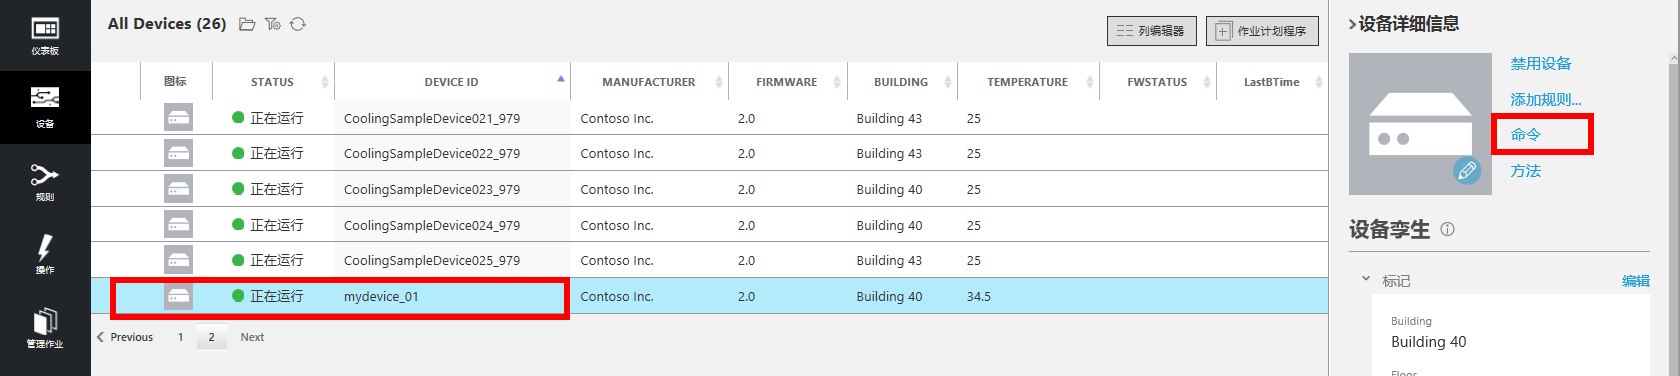 仪表板
设备
规则
操作
管理作业
All Devices (26)
列编辑器
作业计划程序
图标 STATUS DEVICE ID MANUFACTURER FIRMWARE BUILDING TEMPERATURE FWSTATUS LastBTime
正在运行 CoolingSampleDevice021_979 Contoso Inc. 2.0 Building 43 25
正在运行 CoolingSampleDevice022_979 Contoso Inc. 2.0 Building 43 25
正在运行 CoolingSampleDevice023_979 Contoso Inc. 2.0 Building 40 25
正在运行 CoolingSampleDevice024_979 Contoso Inc. 2.0 Building 40 25
正在运行 CoolingSampleDevice025_979 Contoso Inc. 2.0 Building 43 25
正在运行 mydevice_01 Contoso Inc. 2.0 Building 40 34.5
Previous 1 2 Next
设备详细信息
禁用设备
添加规则...
命令
方法
设备孪生
标记 编辑
Building
Building 40
Floor